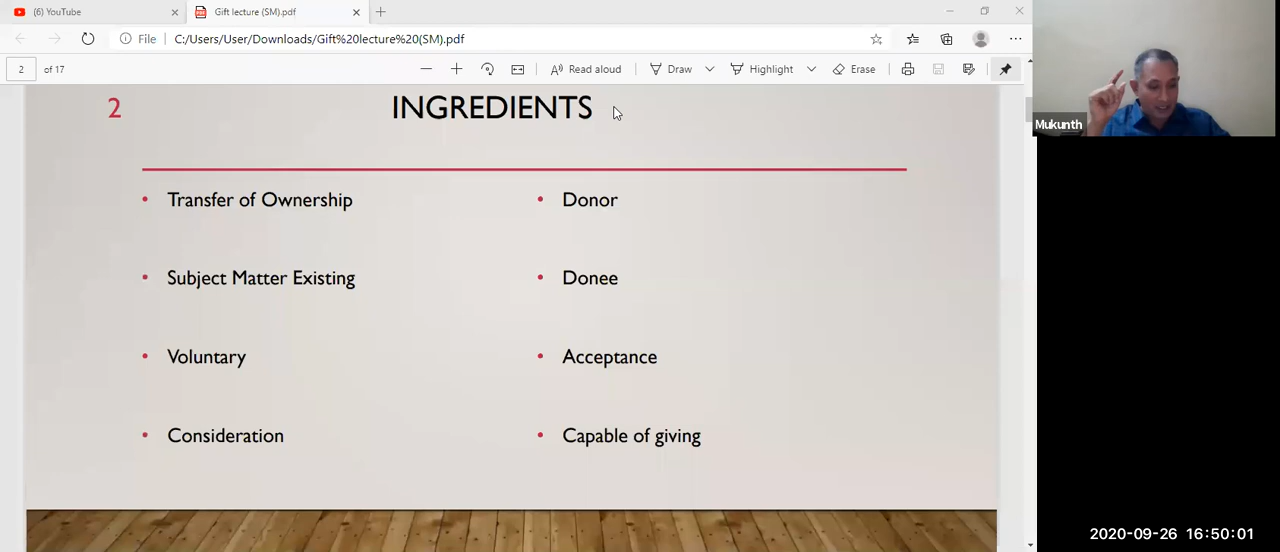 (6) YouTube
Gift lecture (SM).pdf
File
C:/Users/User/Downloads/Gift%20lecture%20(SM).pdf
2
of 17
Read aloud
Draw
Highlight
Erase
Mukunth
2
INGREDIENTS
• Transfer of Ownership
• Subject Matter Existing
• Voluntary
• Consideration
• Donor
• Donee
• Acceptance
• Capable of giving
2020-09-26 16:50:01